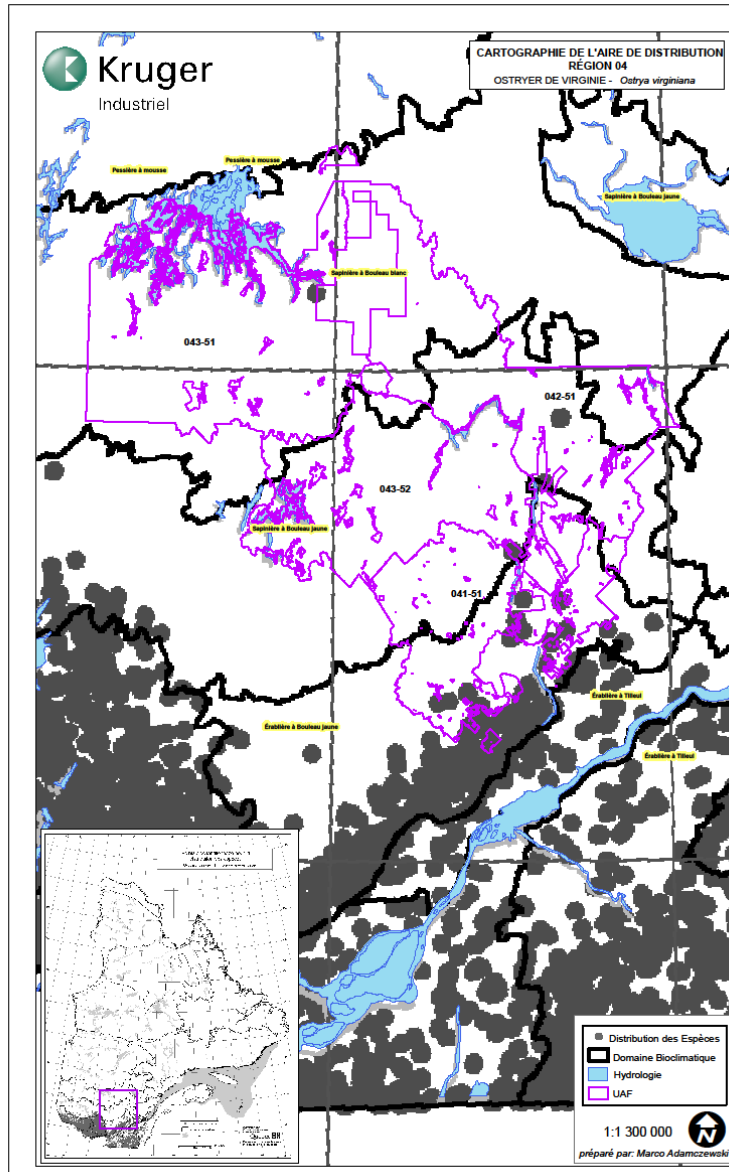 Kruger
Industriel
CARTOGRAPHIE DE L'AIRE DE DISTRIBUTION
RÉGION 04
OSTRYER DE VIRGINIE - Ostrya virginiana
Pessière à mousse
Pessière à mousse
Sapinière à Bouleau jaune
Sapinière à Bouleau blanc
043-51
042-51
043-52
Sapinière à Bouleau jaune
041-51
Érablière à Tilleul
Érablière à Bouleau jaune
Érablière à Tilleul
Distribution des Espèces
Domaine Bioclimatique
Hydrologie
UAF
1:1 300 000
N
préparé par: Marco Adamczewski